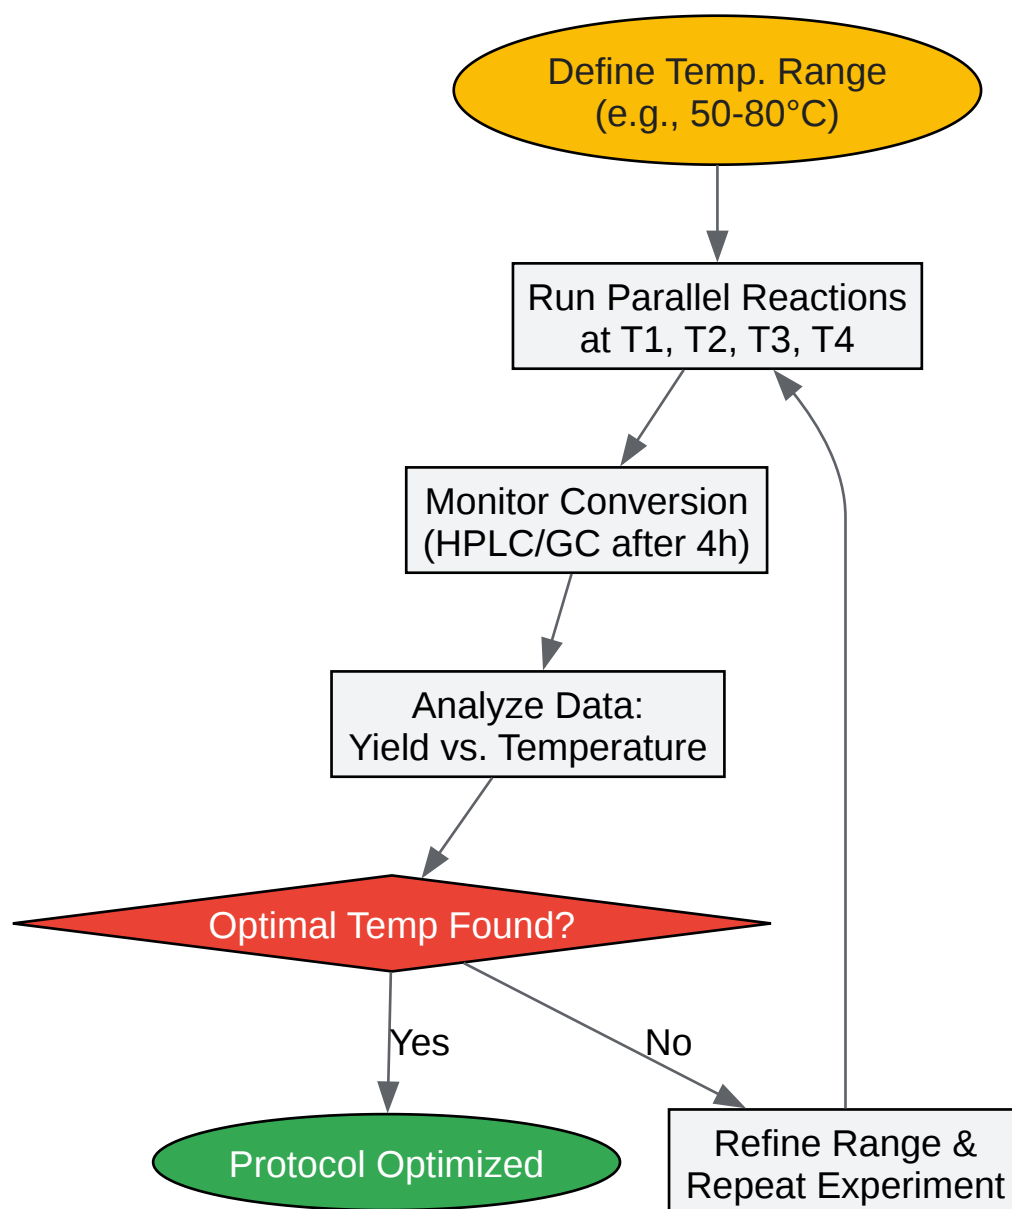 Define Temp. Range
(e.g., 50-80°C)
Run Parallel Reactions
at T1, T2, T3, T4
Monitor Conversion
(HPLC/GC after 4h)
Analyze Data:
Yield vs. Temperature
Optimal Temp Found?
Yes
No
Protocol Optimized
Refine Range &
Repeat Experiment